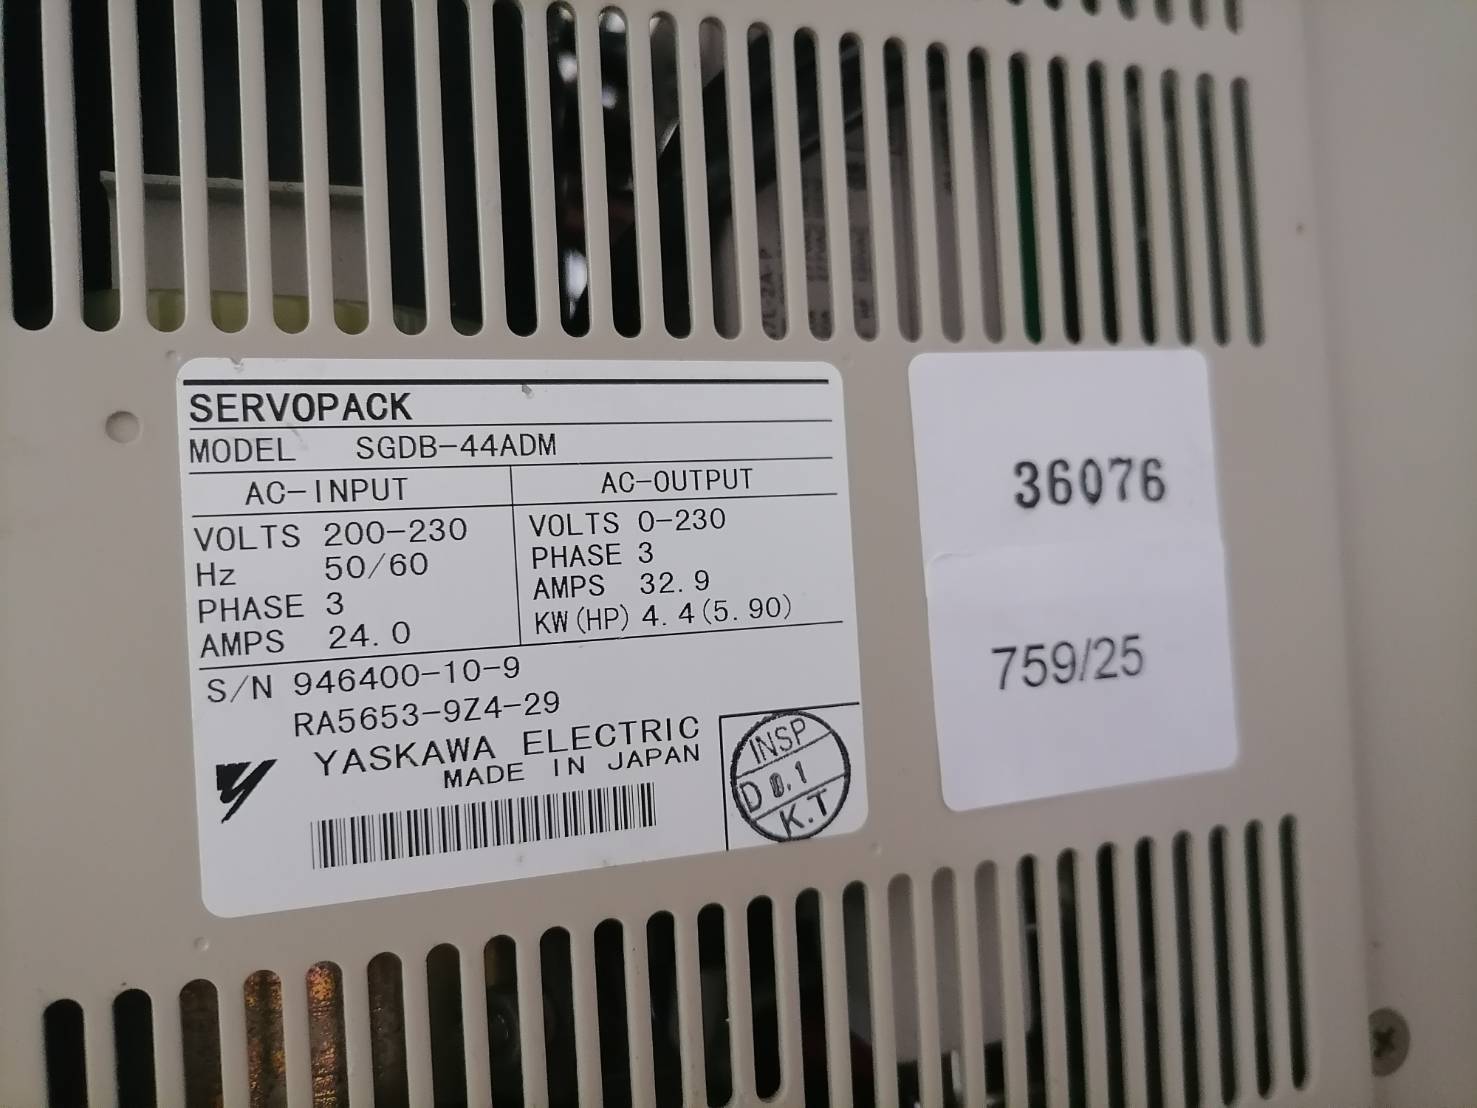 SERVOPACK
MODEL SGDB-44ADM
AC-INPUT
VOLTS 200-230
Hz 50/60
PHASE 3
AMPS 24.0
AC-OUTPUT
VOLTS 0-230
PHASE 3
AMPS 32.9
KW(HP) 4.4(5.90)
S/N 946400-10-9
RA5653-9Z4-29
YASKAWA ELECTRIC
MADE IN JAPAN
INSP
K.T
36076
759/25